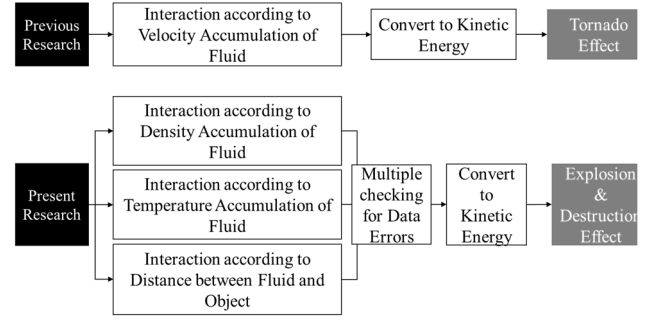 Previous
Research
Interaction according to
Velocity Accumulation of
Fluid
Convert to Kinetic
Energy
Tornado
Effect
Present
Research
Interaction according to
Density Accumulation of
Fluid
Interaction according to
Temperature Accumulation of
Fluid
Interaction according to
Distance between Fluid and
Object
Multiple
checking
for Data
Errors
Convert
to
Kinetic
Energy
Explosion
&
Destruction
Effect